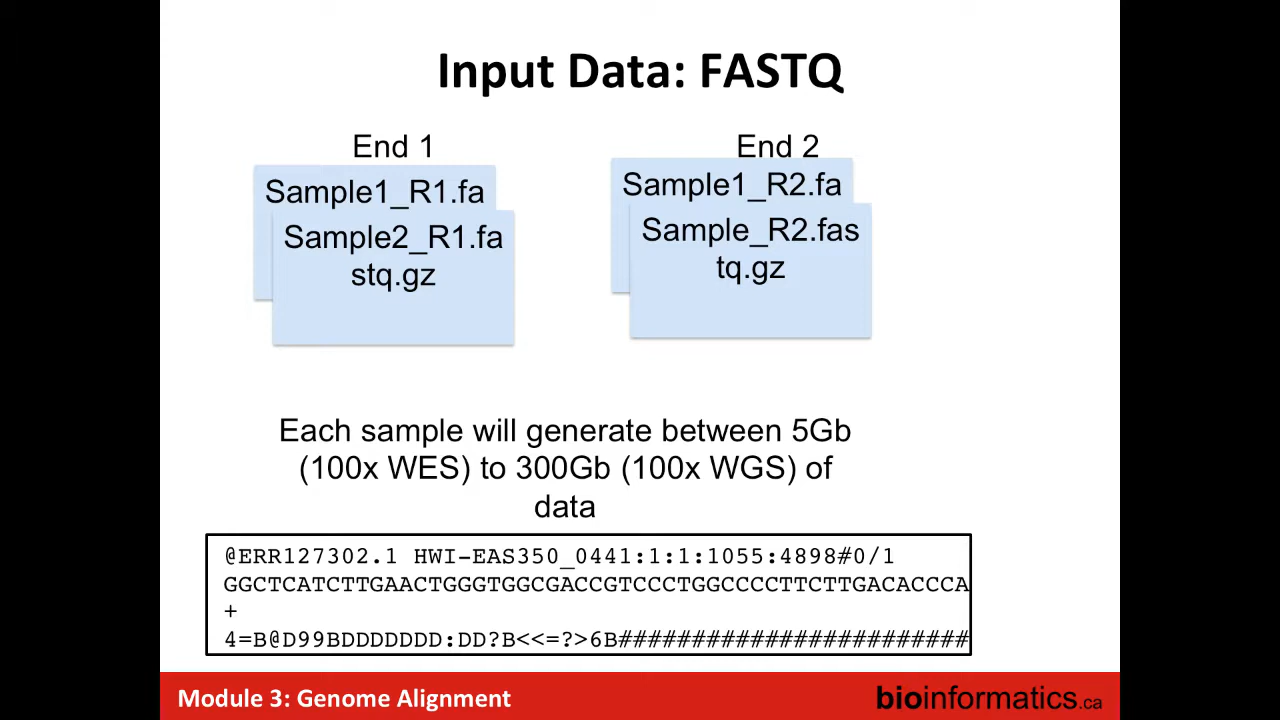 Input Data: FASTQ
End 1
End 2
Sample1_R1.fa
Sample2_R1.fa
stq.gz
Sample1_R2.fa
Sample_R2.fas
tq.gz
Each sample will generate between 5Gb
(100x WES) to 300Gb (100x WGS) of
data
@ERR127302.1 HWI-EAS350_0441:1:1:1055:4898#0/1
GGCTCATCTTGAACTGGGTGGCGACCGTCCCTGGCCCCTTCTTGACACCCA
+
4=B@D99BDDDDDDD:DD?B<<=?>6B########################
Module 3: Genome Alignment
bioinformatics.ca